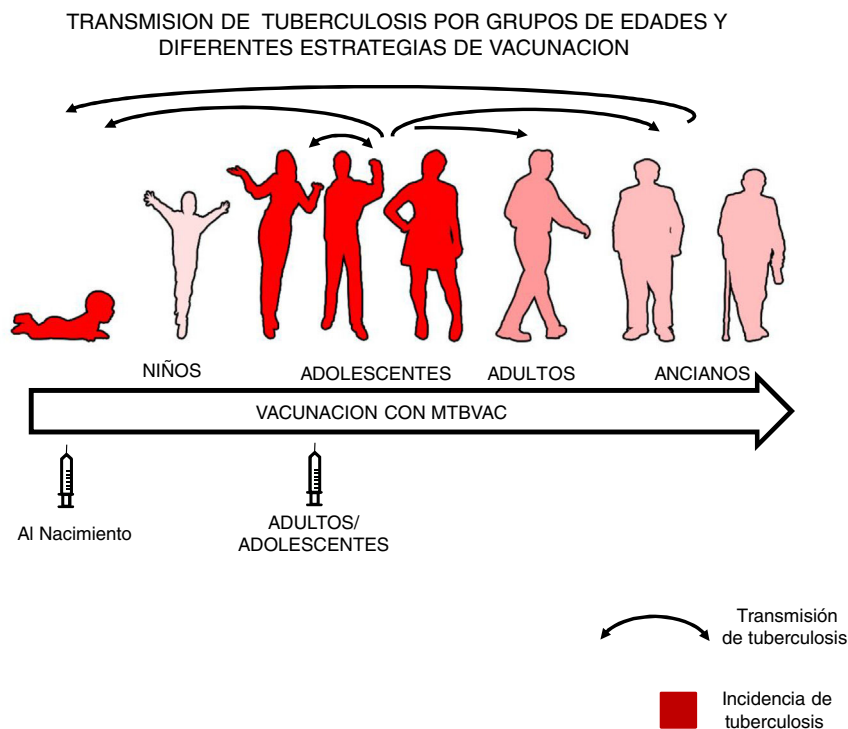 TRANSMISION DE TUBERCULOSIS POR GRUPOS DE EDADES Y
DIFERENTES ESTRATEGIAS DE VACUNACION
NIÑOS
ADOLESCENTES
ADULTOS
ANCIANOS
VACUNACION CON MTBVAC
Al Nacimiento
ADULTOS/
ADOLESCENTES
Transmisión
de tuberculosis
Incidencia de
tuberculosis